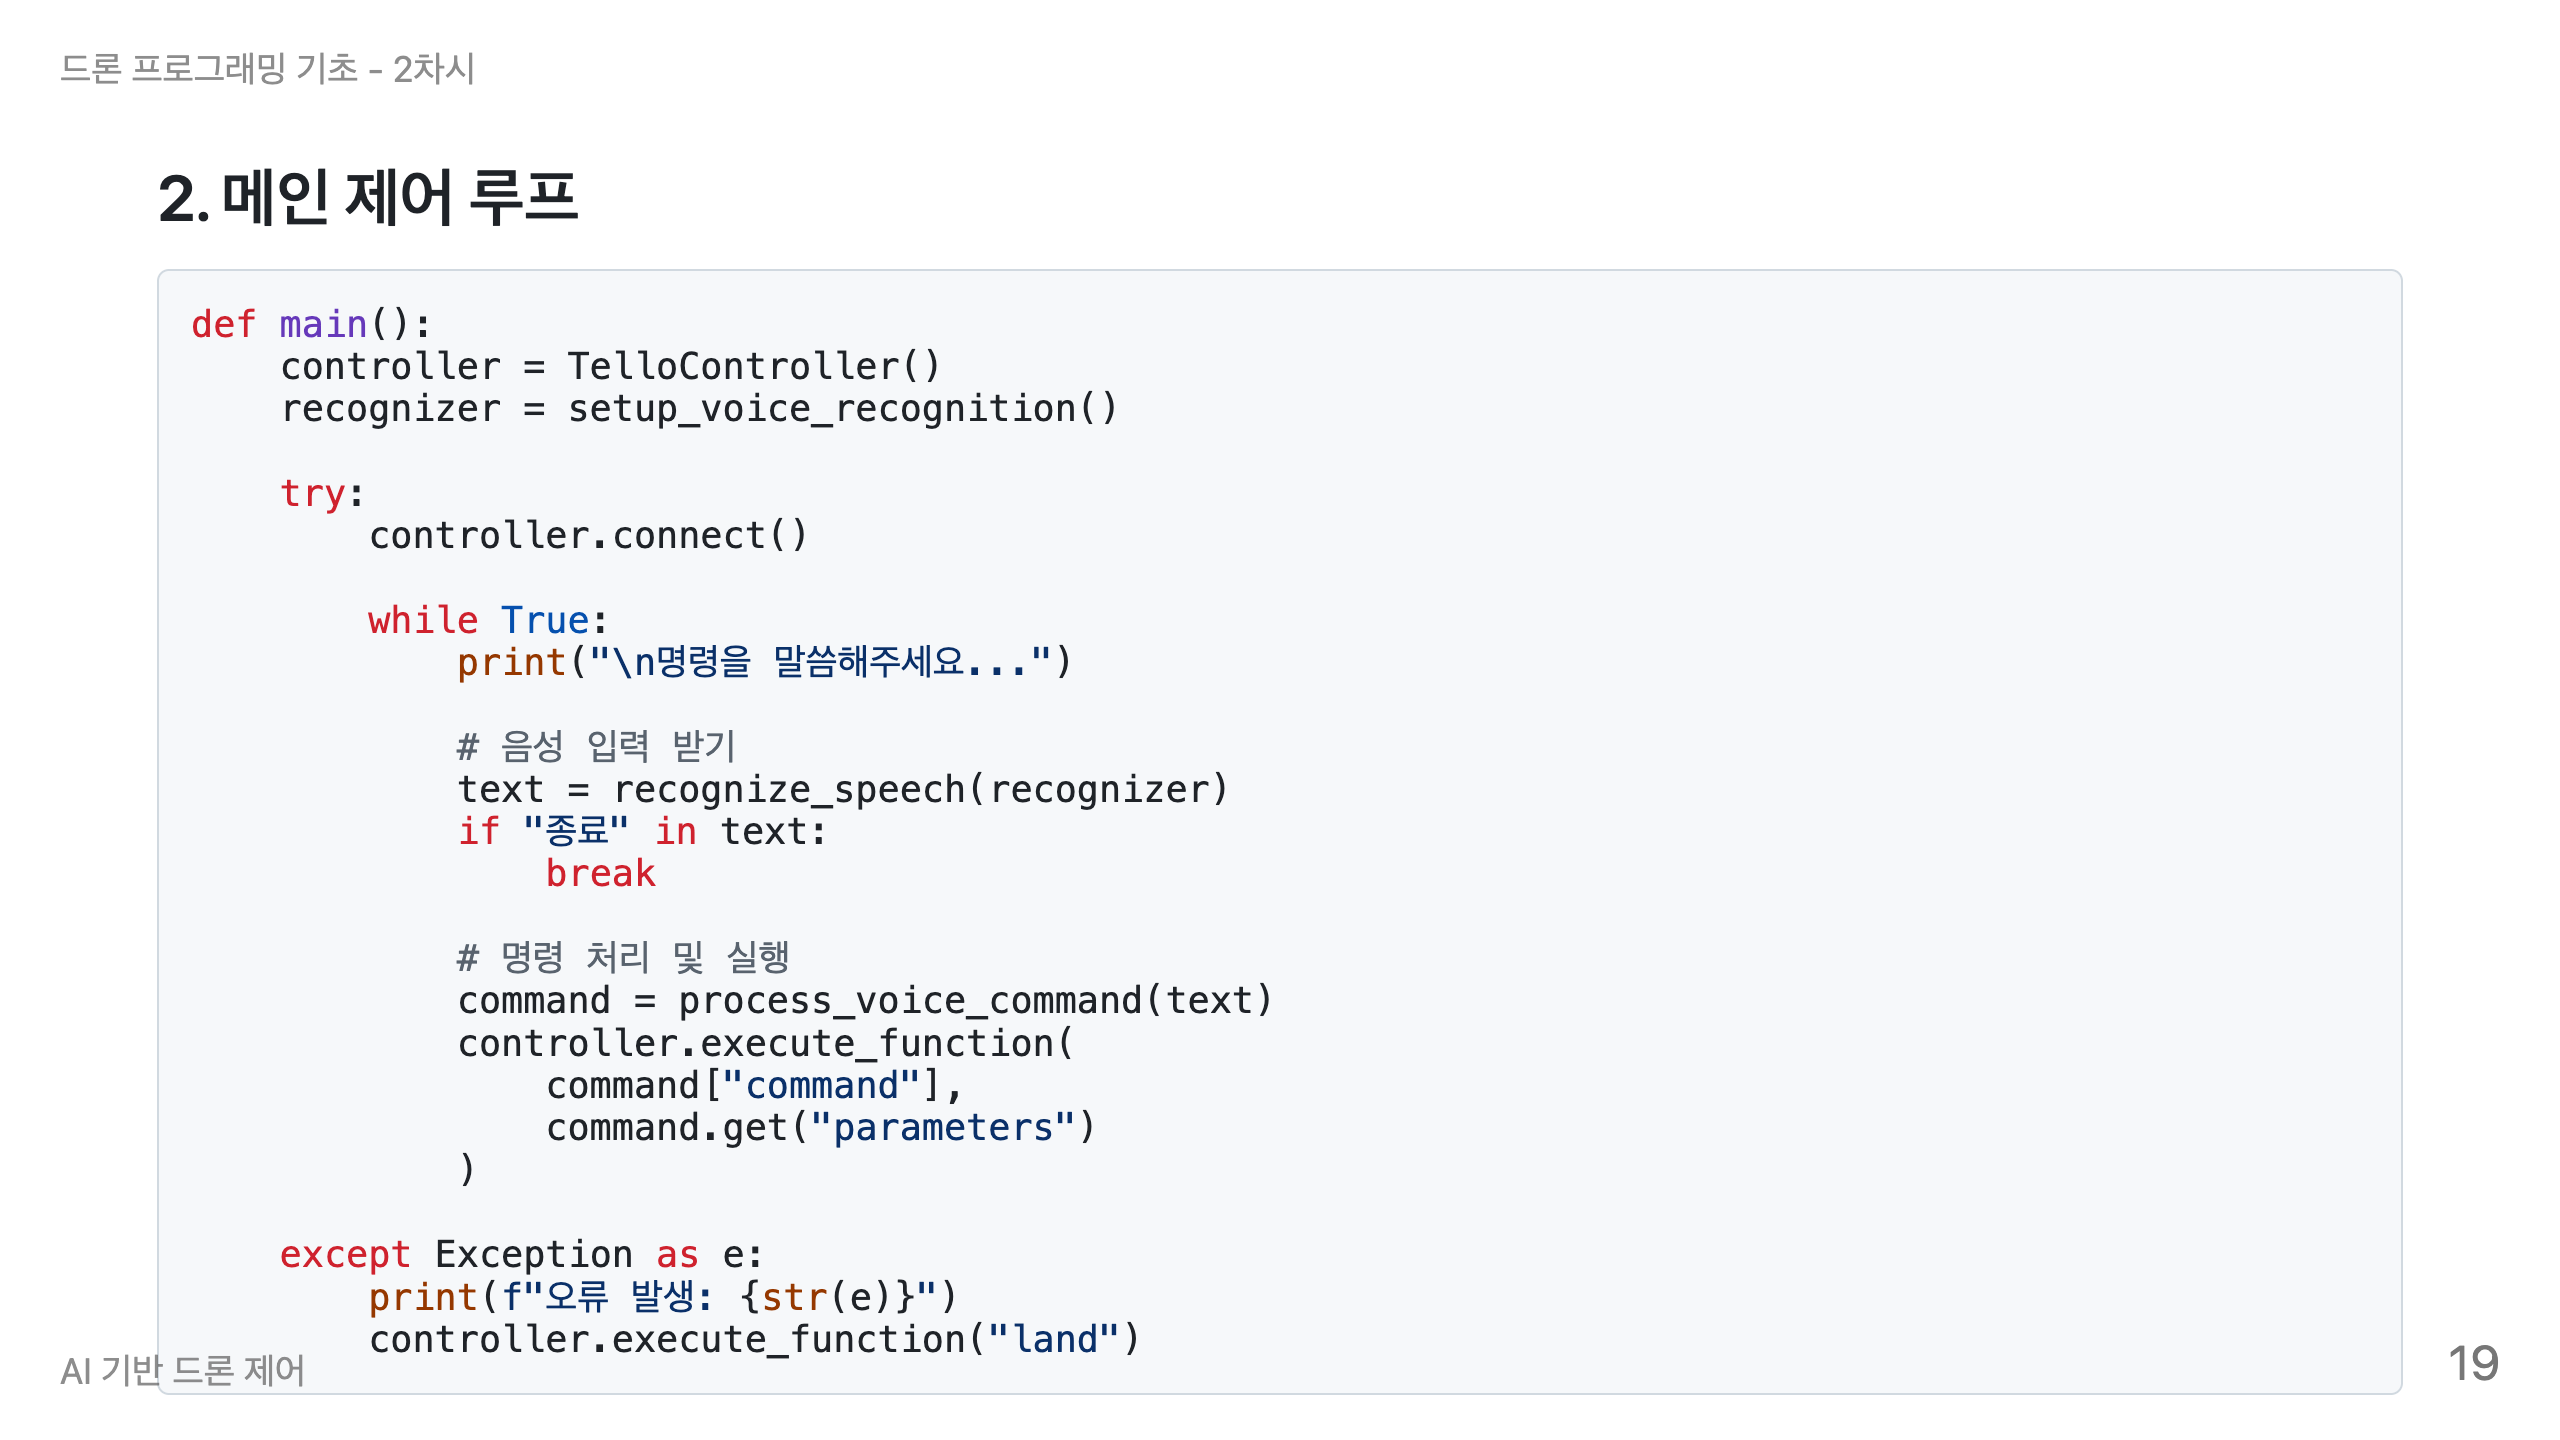 드론 프로그래밍 기초 - 2차시
2. 메인 제어 루프
def main():
    controller = TelloController()
    recognizer = setup_voice_recognition()

    try:
        controller.connect()

        while True:
            print("\n명령을 말씀해주세요...")

            # 음성 입력 받기
            text = recognize_speech(recognizer)
            if "종료" in text:
                break

            # 명령 처리 및 실행
            command = process_voice_command(text)
            controller.execute_function(
                command["command"],
                command.get("parameters")
            )

    except Exception as e:
        print(f"오류 발생: {str(e)}")
        controller.execute_function("land")
AI 기반 드론 제어
19